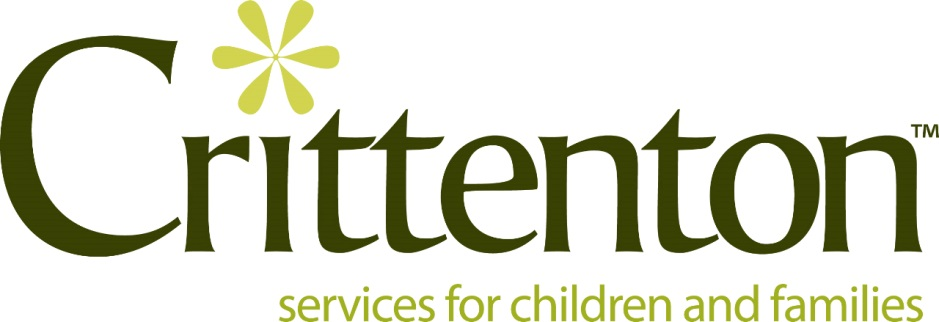 Crittenton™
services for children and families